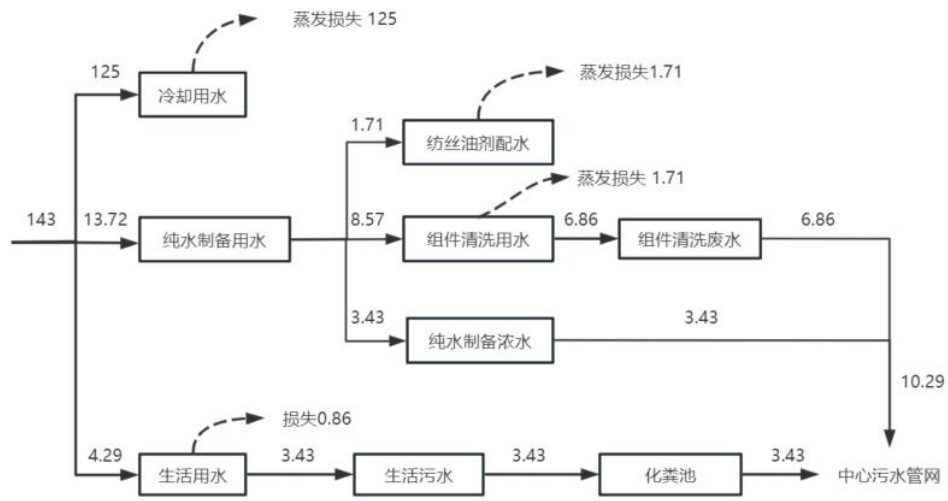 蒸发损失 125
125
冷却用水
蒸发损失1.71
1.71
纺丝油剂配水
蒸发损失 1.71
143
13.72
纯水制备用水
8.57
组件清洗用水
6.86
组件清洗废水
6.86
3.43
纯水制备浓水
3.43
10.29
损失0.86
4.29
生活用水
3.43
生活污水
3.43
化粪池
3.43
中心污水管网